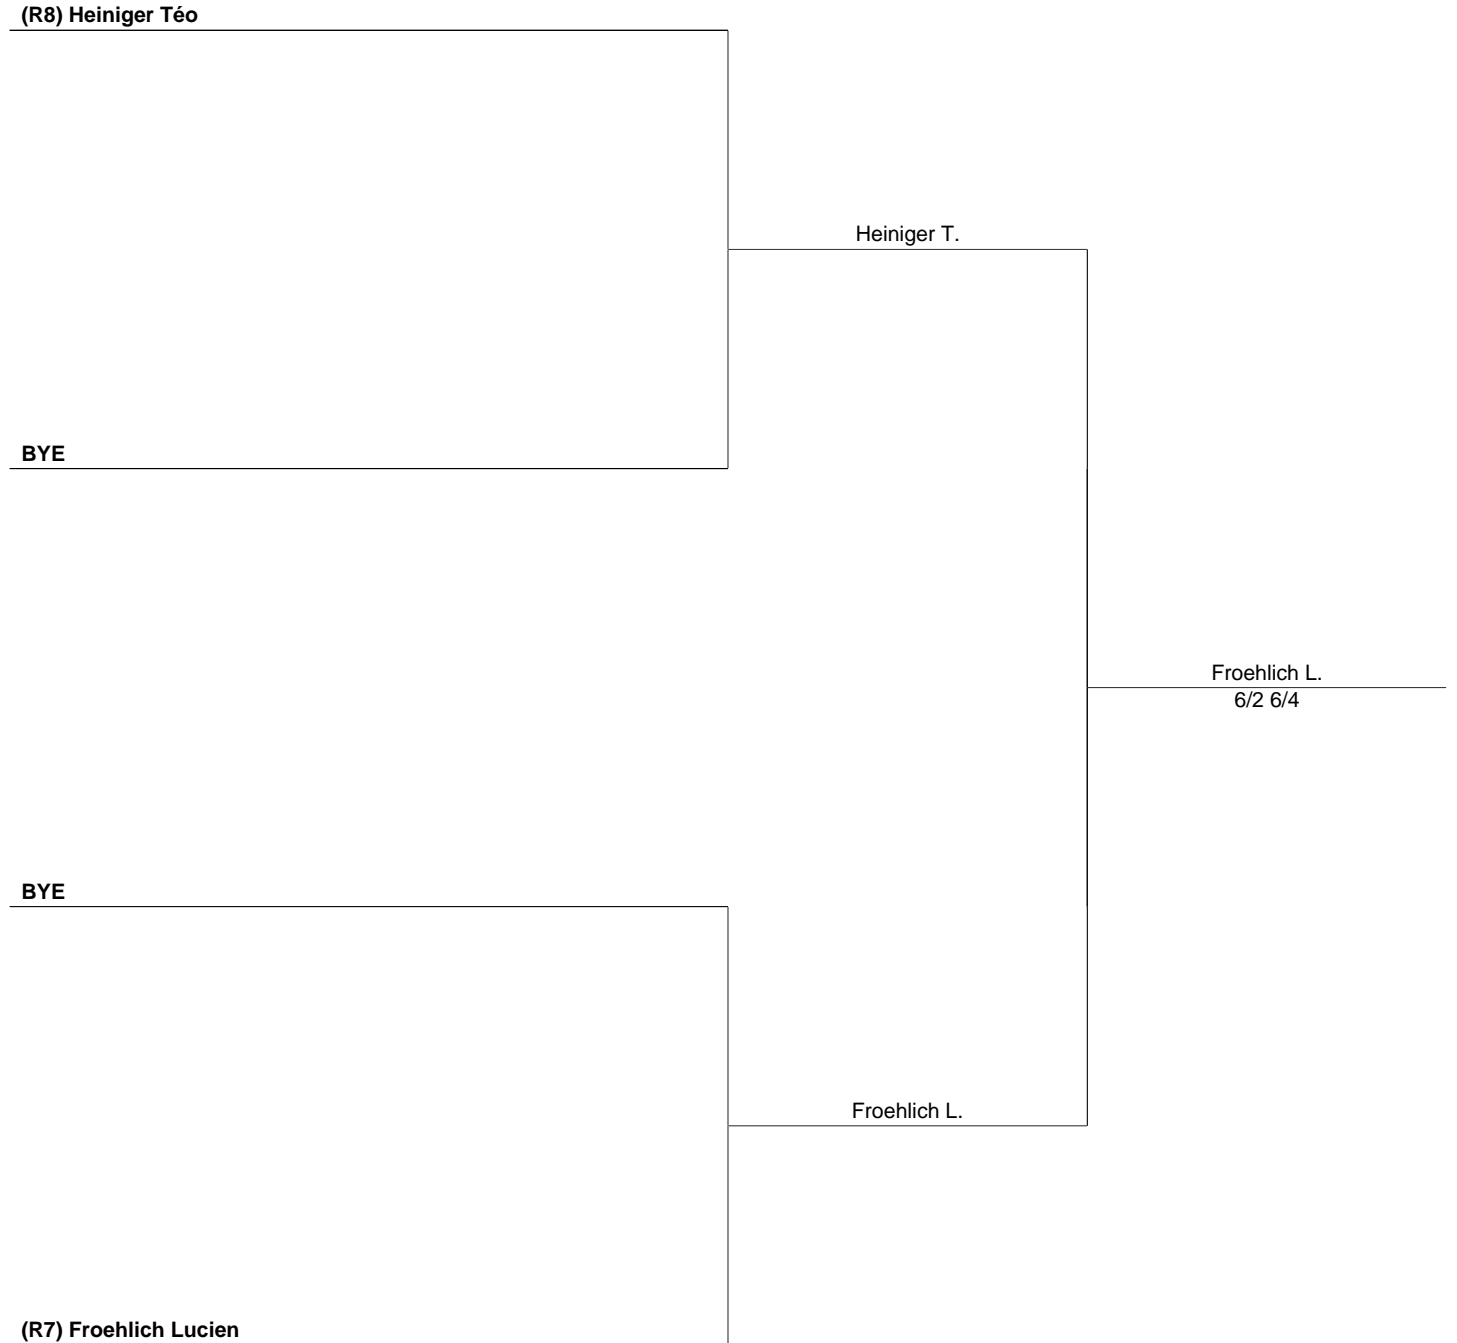 (R8) Heiniger Téo
Heiniger T.
BYE
Froehlich L.
6/2 6/4
BYE
Froehlich L.
(R7) Froehlich Lucien